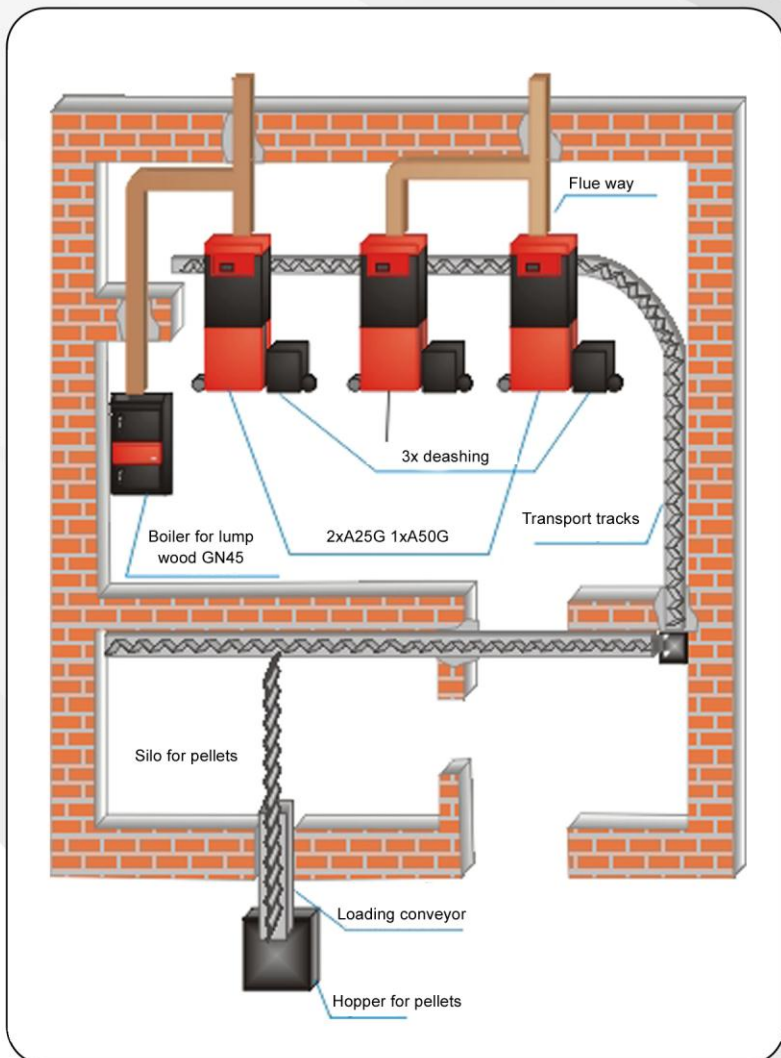 Flue way
3x deashing
Boiler for lump
wood GN45
2xA25G 1xA50G
Transport tracks
Silo for pellets
Loading conveyor
Hopper for pellets